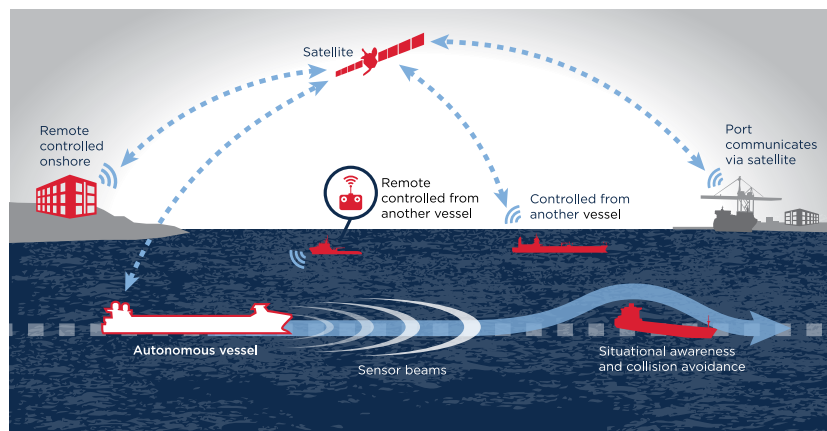 Satellite
Remote
controlled
onshore
Port
communicates
via satellite
Remote
controlled from
another vessel
Controlled from
another vessel
Autonomous vessel
Sensor beams
Situational awareness
and collision avoidance